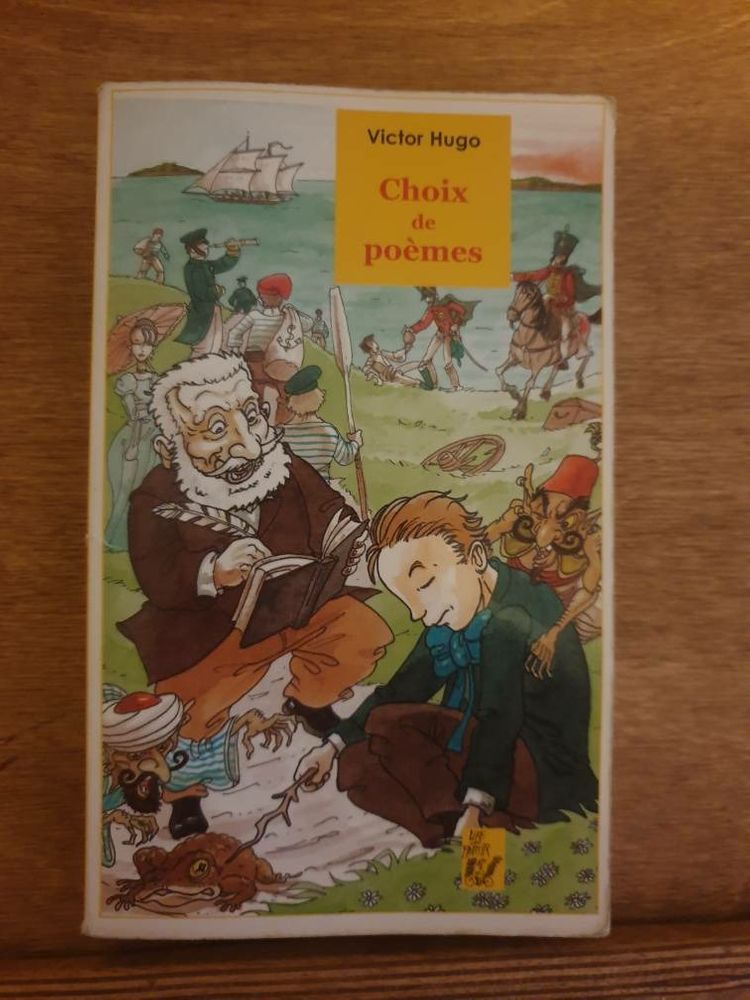 Victor Hugo
Choix
de
poèmes